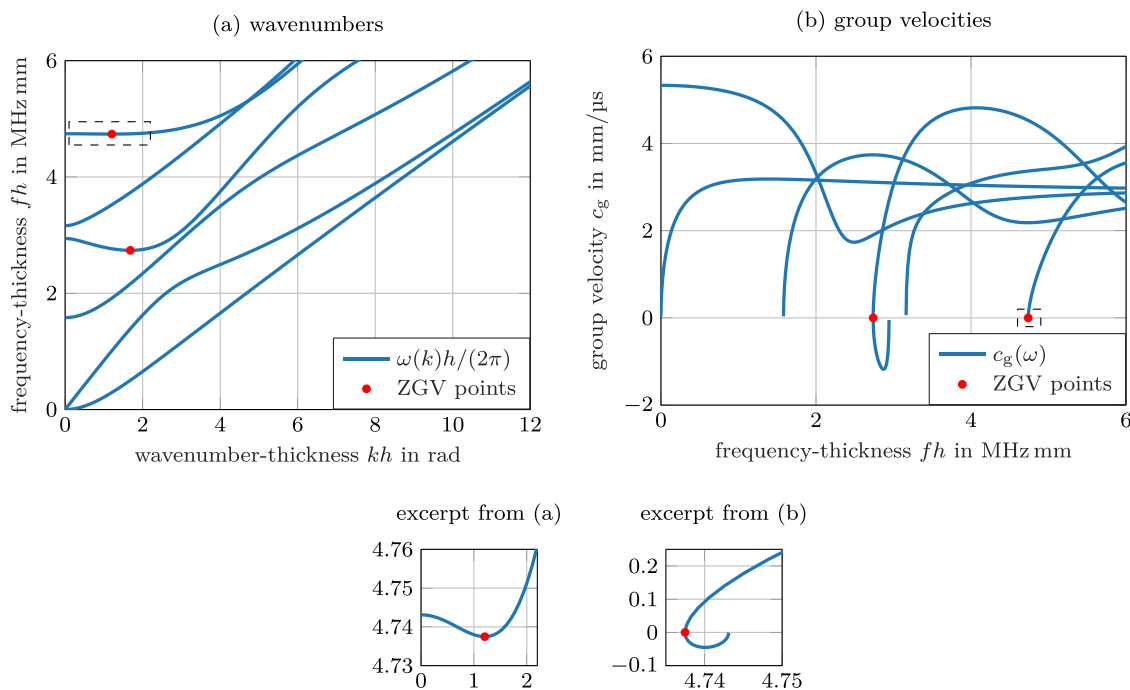 (a) wavenumbers
frequency-thickness fh in MHz mm
6
4
2
0
0 2 4 6 8 10 12
wavenumber-thickness kh in rad
ω(k)h/(2π)
ZGV points
(b) group velocities
group velocity cg in mm/µs
6
4
2
0
−2
0 2 4 6
frequency-thickness fh in MHz mm
cg(ω)
ZGV points
excerpt from (a)
4.76
4.75
4.74
4.73
0 1 2
excerpt from (b)
0.2
0.1
0
−0.1
4.74 4.75